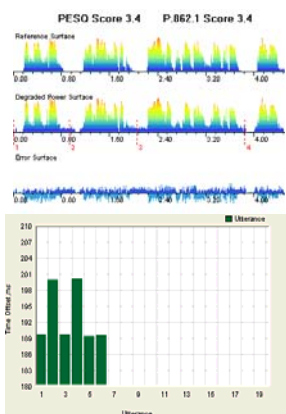 PESQ Score 3.4 P.862.1 Score 3.4
Reference Surface
0.00 0.80 1.60 2.40 3.20 4.00
Degraded Power Surface
0.00 0.80 1.60 2.40 3.20 4.00
1 2 3 4
Error Surface
0.00 0.80 1.60 2.40 3.20 4.00
Utterance
210
207
204
201
198
195
192
189
186
183
180
Time Offset, ms
1 3 5 7 9 11 13 15 17 19
Utterance